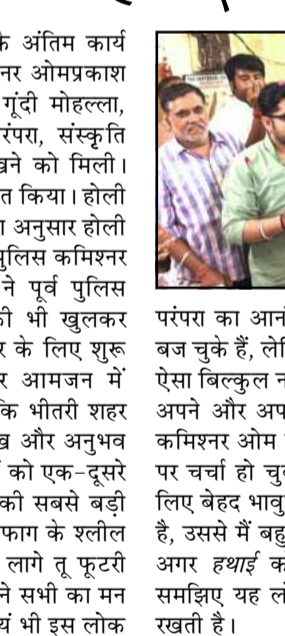 के अंतिम कार्य
नर ओमप्रकाश
गूंदी मोहल्ला,
रंपरा, संस्कृति
खने को मिली।
त किया। होली
ा अनुसार होली
पुलिस कमिश्नर
ने पूर्व पुलिस
की भी खुलकर
र के लिए शुरू
र आमजन में
कि भीतरी शहर
ख और अनुभव
को एक-दूसरे
की सबसे बड़ी
फाग के श्लील
लागे तू फूटरी
ने सभी का मन
यं भी इस लोक
परंपरा का आनं
बज चुके हैं, लेि
ऐसा बिल्कुल न
अपने और अप
कमिश्नर ओम
पर चर्चा हो चु
लिए बेहद भावु
है, उससे मैं बहु
अगर हथाई क
समझिए यह लो
रखती है।